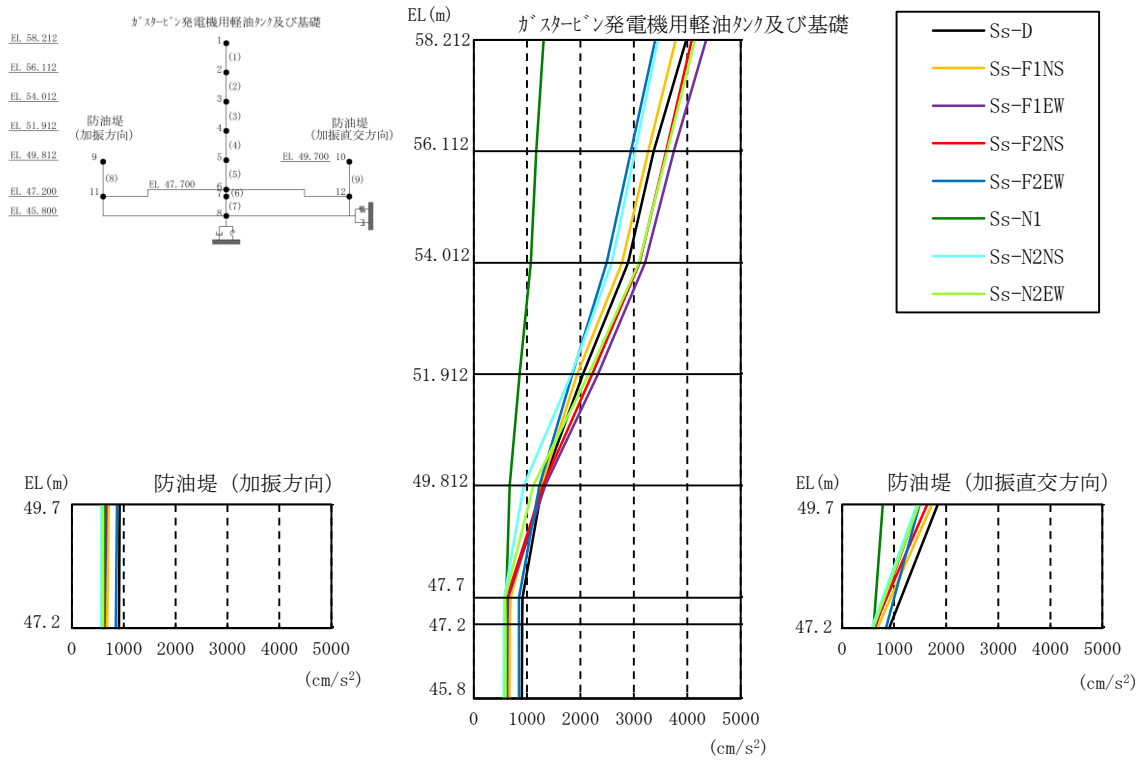 ｶﾞｽﾀｰﾋﾞﾝ発電機用軽油ﾀﾝｸ及び基礎
EL 58.212
EL 56.112
EL 54.012
EL 51.912
EL 49.812
EL 47.200
EL 45.800
1
(1)
2
(2)
3
(3)
4
(4)
5
(5)
6
7
(6)
(7)
8
防油堤
(加振方向)
9
(8)
11
EL 47.700
防油堤
(加振直交方向)
EL 49.700
10
(9)
12
EL(m)
ｶﾞｽﾀｰﾋﾞﾝ発電機用軽油ﾀﾝｸ及び基礎
58.212
56.112
54.012
51.912
49.812
47.7
47.2
45.8
0 1000 2000 3000 4000 5000
(cm/s²)
Ss-D
Ss-F1NS
Ss-F1EW
Ss-F2NS
Ss-F2EW
Ss-N1
Ss-N2NS
Ss-N2EW
EL(m)
防油堤 (加振方向)
49.7
47.2
0 1000 2000 3000 4000 5000
(cm/s²)
EL(m)
防油堤 (加振直交方向)
49.7
47.2
0 1000 2000 3000 4000 5000
(cm/s²)